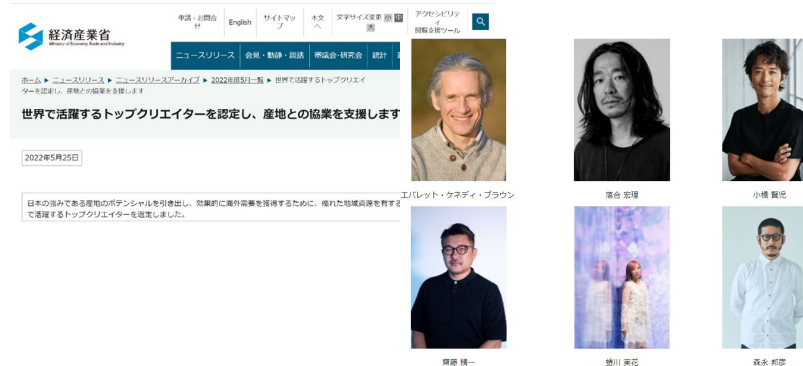 経済産業省
Ministry of Economy, Trade and Industry
申請・お問合せ
English
サイトマップ
本文へ
文字サイズ変更 小 中 大
アクセシビリティ
閲覧支援ツール
ニュースリリース 会見・動静・談話 審議会・研究会 統計
ホーム ▶ ニュースリリース ▶ ニュースリリースアーカイブ ▶ 2022年度5月一覧 ▶ 世界で活躍するトップクリエイ
ターを認定し、産地との協業を支援します
世界で活躍するトップクリエイターを認定し、産地との協業を支援します
2022年5月25日
日本の強みである産地のポテンシャルを引き出し、効果的に海外需要を獲得するために、優れた地域資源を有する
て活躍するトップクリエイターを選定しました。
エバレット・ケネディ・ブラウン
落合 宏理
小橋 賢児
齋藤 精一
蜷川 実花
森永 邦彦